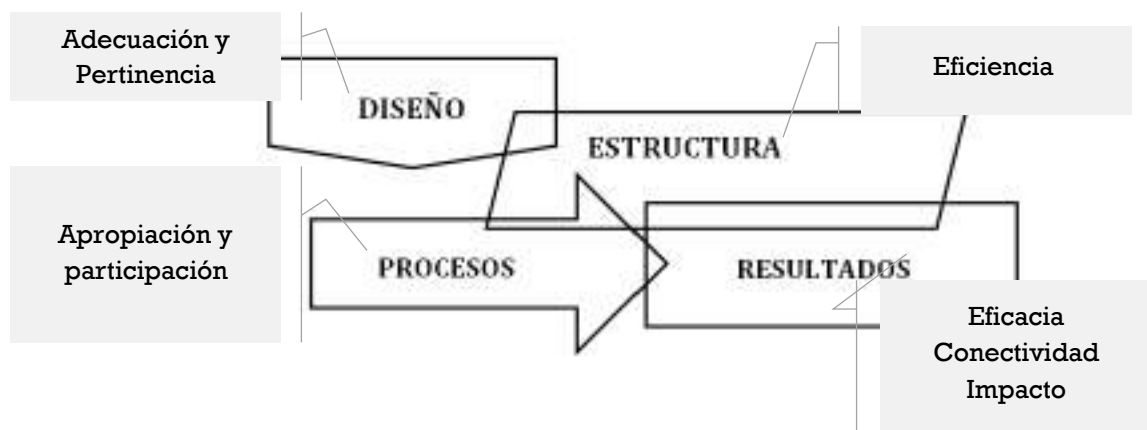 Adecuación y
Pertinencia
Eficiencia
DISEÑO
ESTRUCTURA
Apropiación y
participación
PROCESOS
RESULTADOS
Eficacia
Conectividad
Impacto